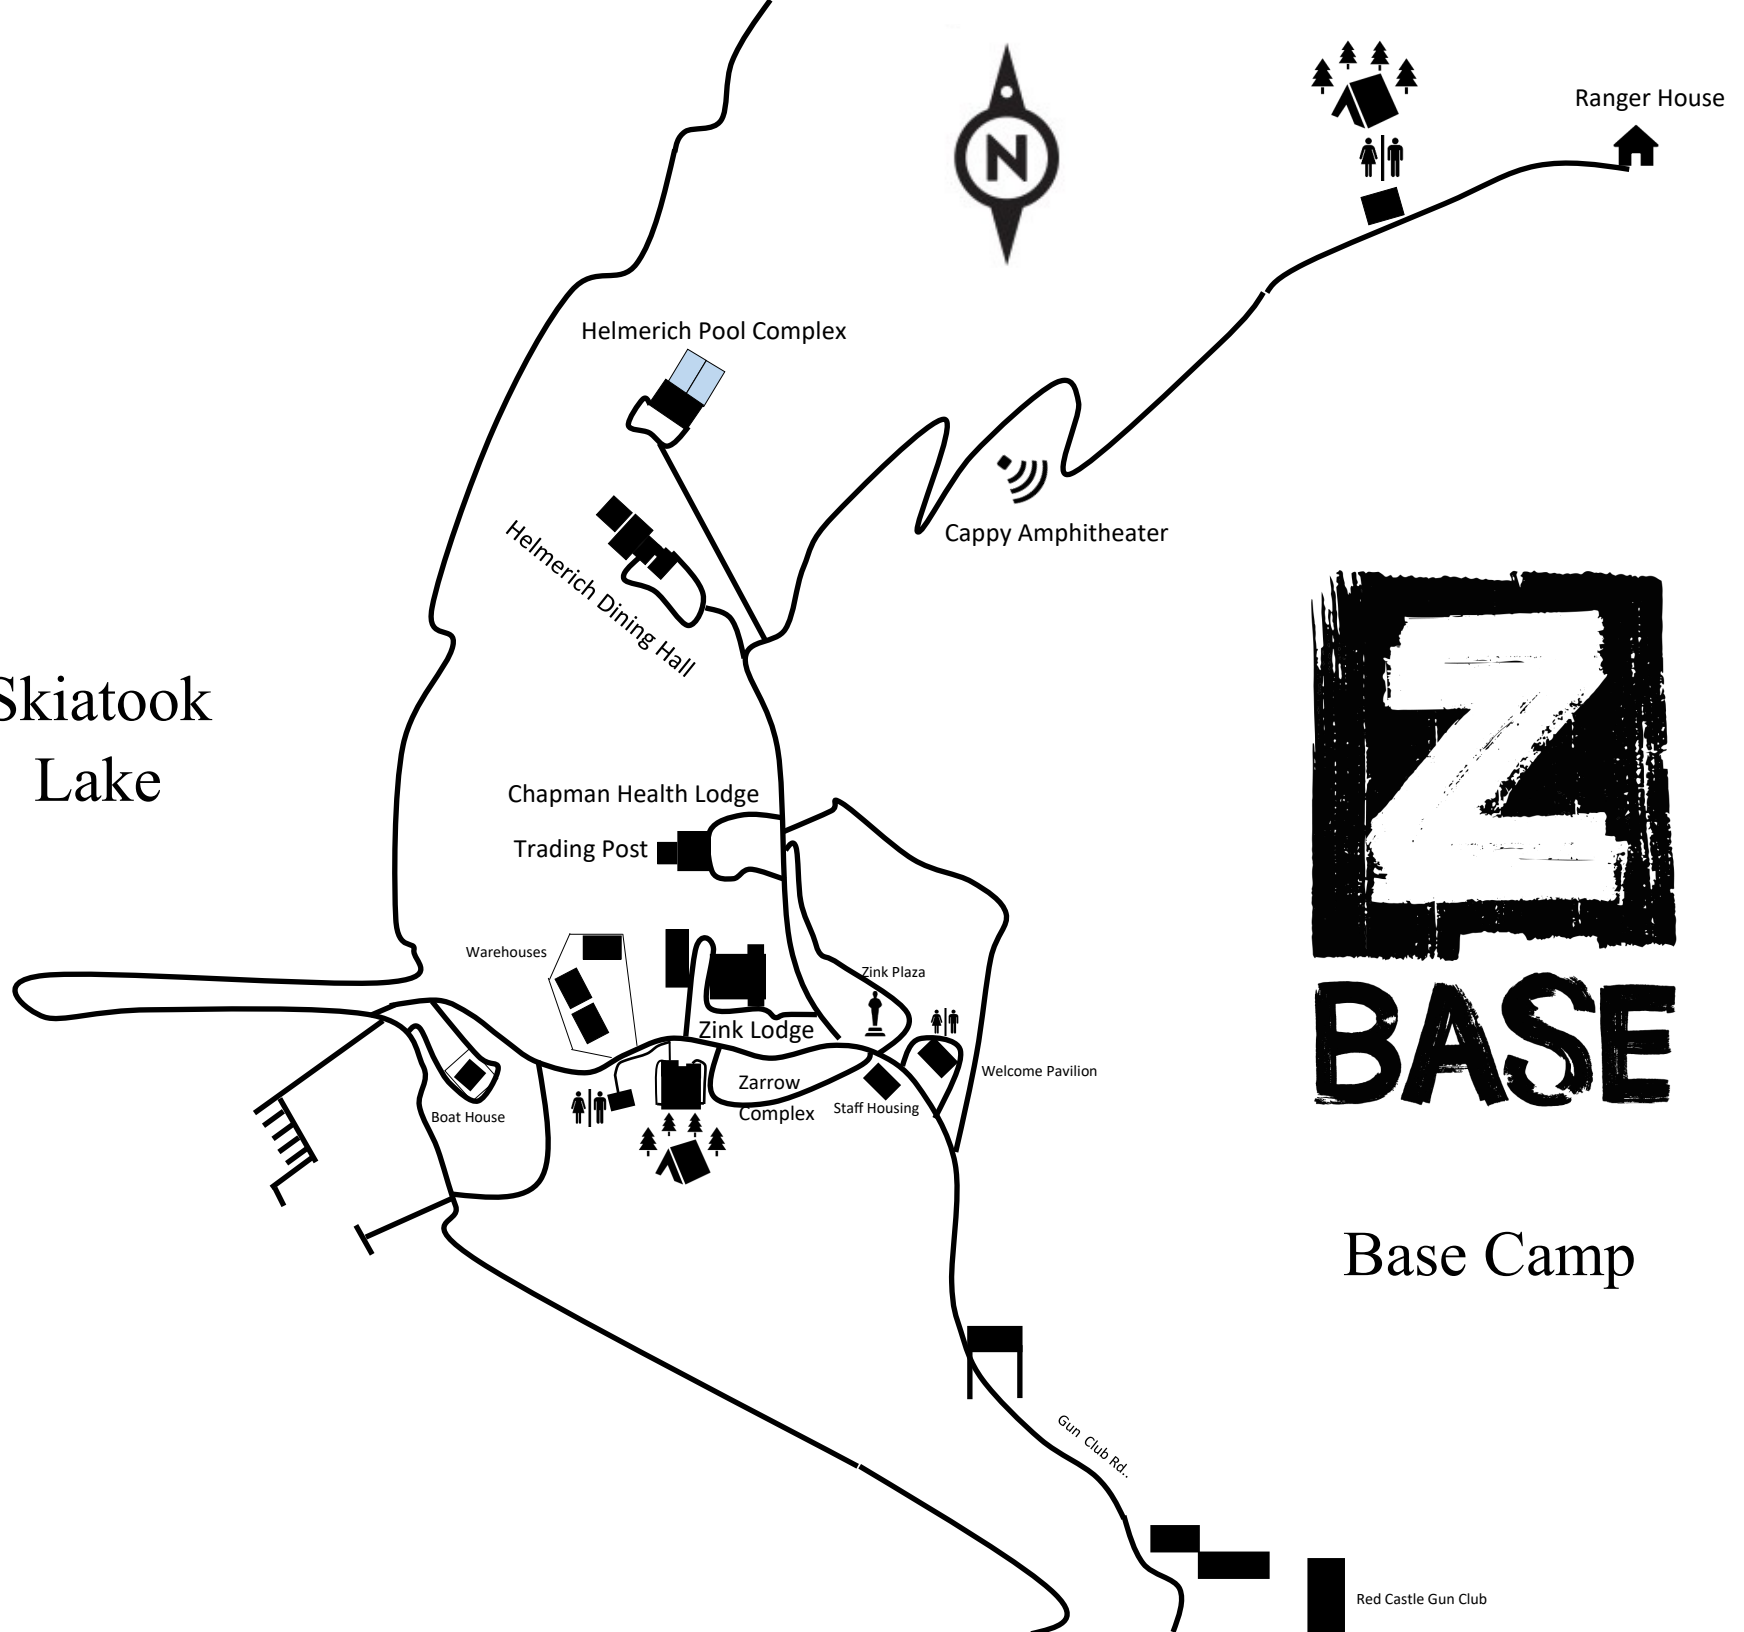 N
Ranger House
Helmerich Pool Complex
Cappy Amphitheater
Helmerich Dining Hall
Skiatook
Lake
Chapman Health Lodge
Trading Post
Warehouses
Zink Plaza
Zink Lodge
Welcome Pavilion
Zarrow
Complex
Staff Housing
Boat House
Z
BASE
Base Camp
Gun Club Rd..
Red Castle Gun Club